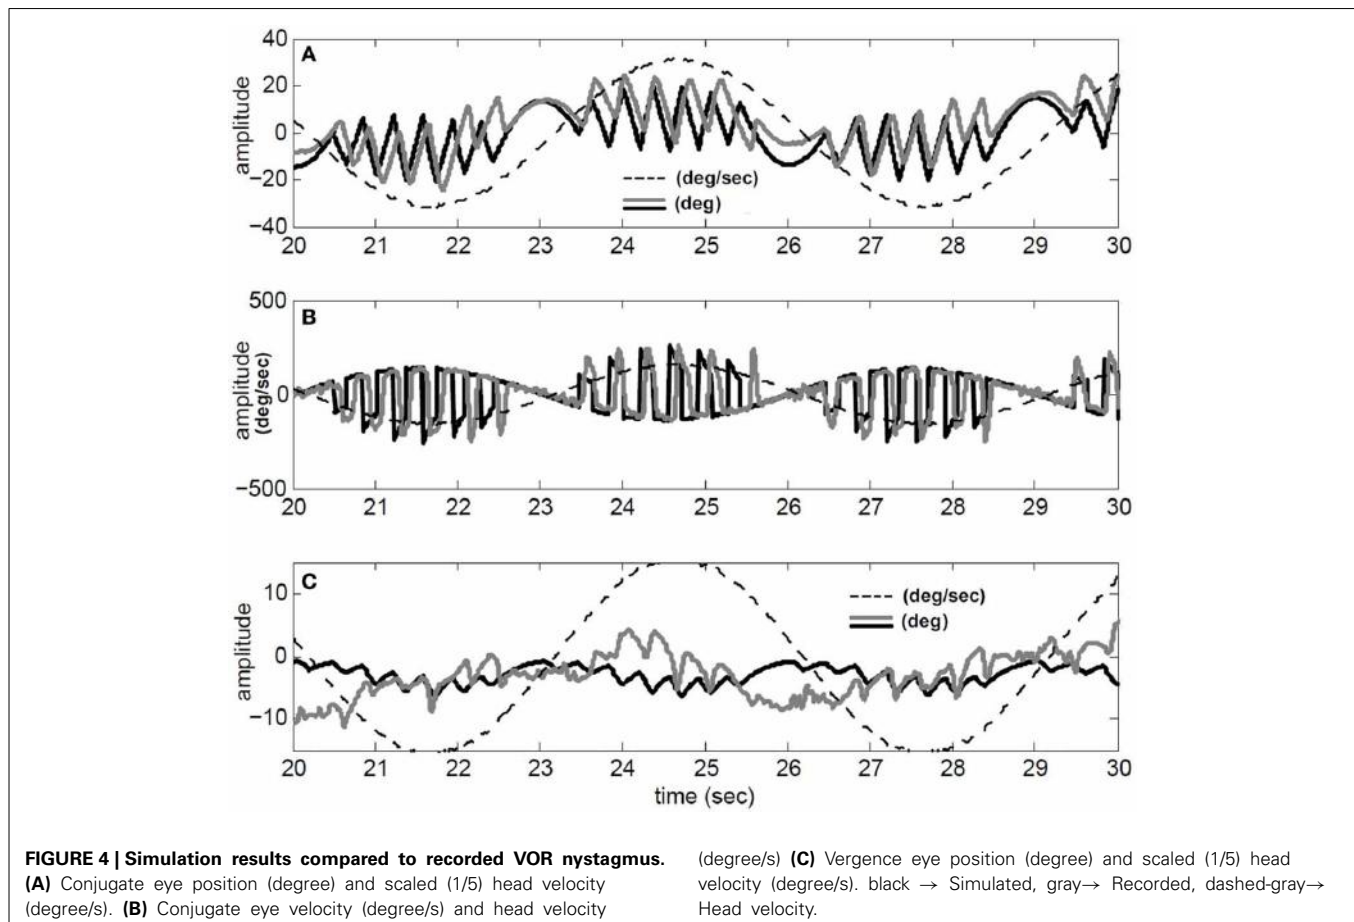 A
40
20
0
−20
−40
amplitude
(deg/sec)
(deg)
20 21 22 23 24 25 26 27 28 29 30
B
500
0
−500
amplitude
(deg/sec)
20 21 22 23 24 25 26 27 28 29 30
C
10
0
−10
amplitude
(deg/sec)
(deg)
20 21 22 23 24 25 26 27 28 29 30
time (sec)
FIGURE 4 | Simulation results compared to recorded VOR nystagmus.
(A) Conjugate eye position (degree) and scaled (1/5) head velocity
(degree/s). (B) Conjugate eye velocity (degree/s) and head velocity
(degree/s) (C) Vergence eye position (degree) and scaled (1/5) head
velocity (degree/s). black → Simulated, gray→ Recorded, dashed-gray→
Head velocity.